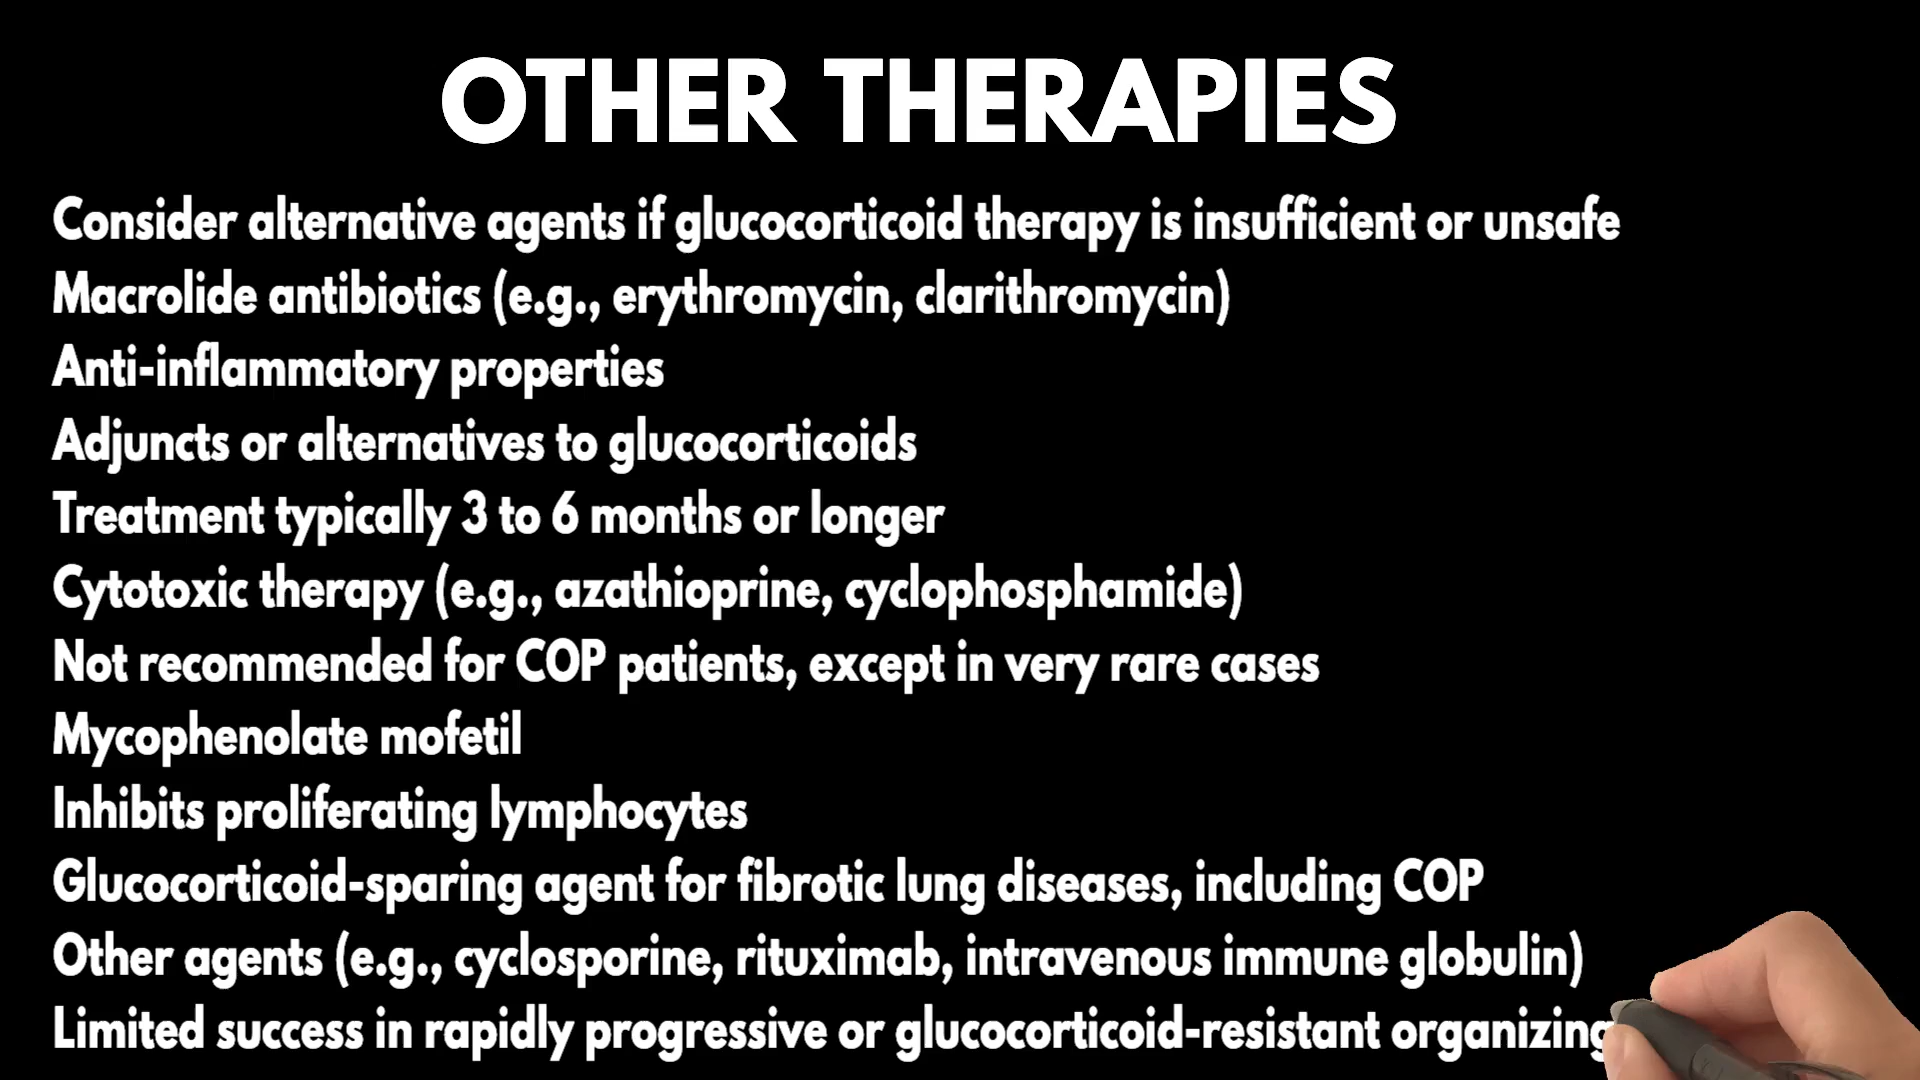 OTHER THERAPIES
Consider alternative agents if glucocorticoid therapy is insufficient or unsafe
Macrolide antibiotics (e.g., erythromycin, clarithromycin)
Anti-inflammatory properties
Adjuncts or alternatives to glucocorticoids
Treatment typically 3 to 6 months or longer
Cytotoxic therapy (e.g., azathioprine, cyclophosphamide)
Not recommended for COP patients, except in very rare cases
Mycophenolate mofetil
Inhibits proliferating lymphocytes
Glucocorticoid-sparing agent for fibrotic lung diseases, including COP
Other agents (e.g., cyclosporine, rituximab, intravenous immune globulin)
Limited success in rapidly progressive or glucocorticoid-resistant organizing